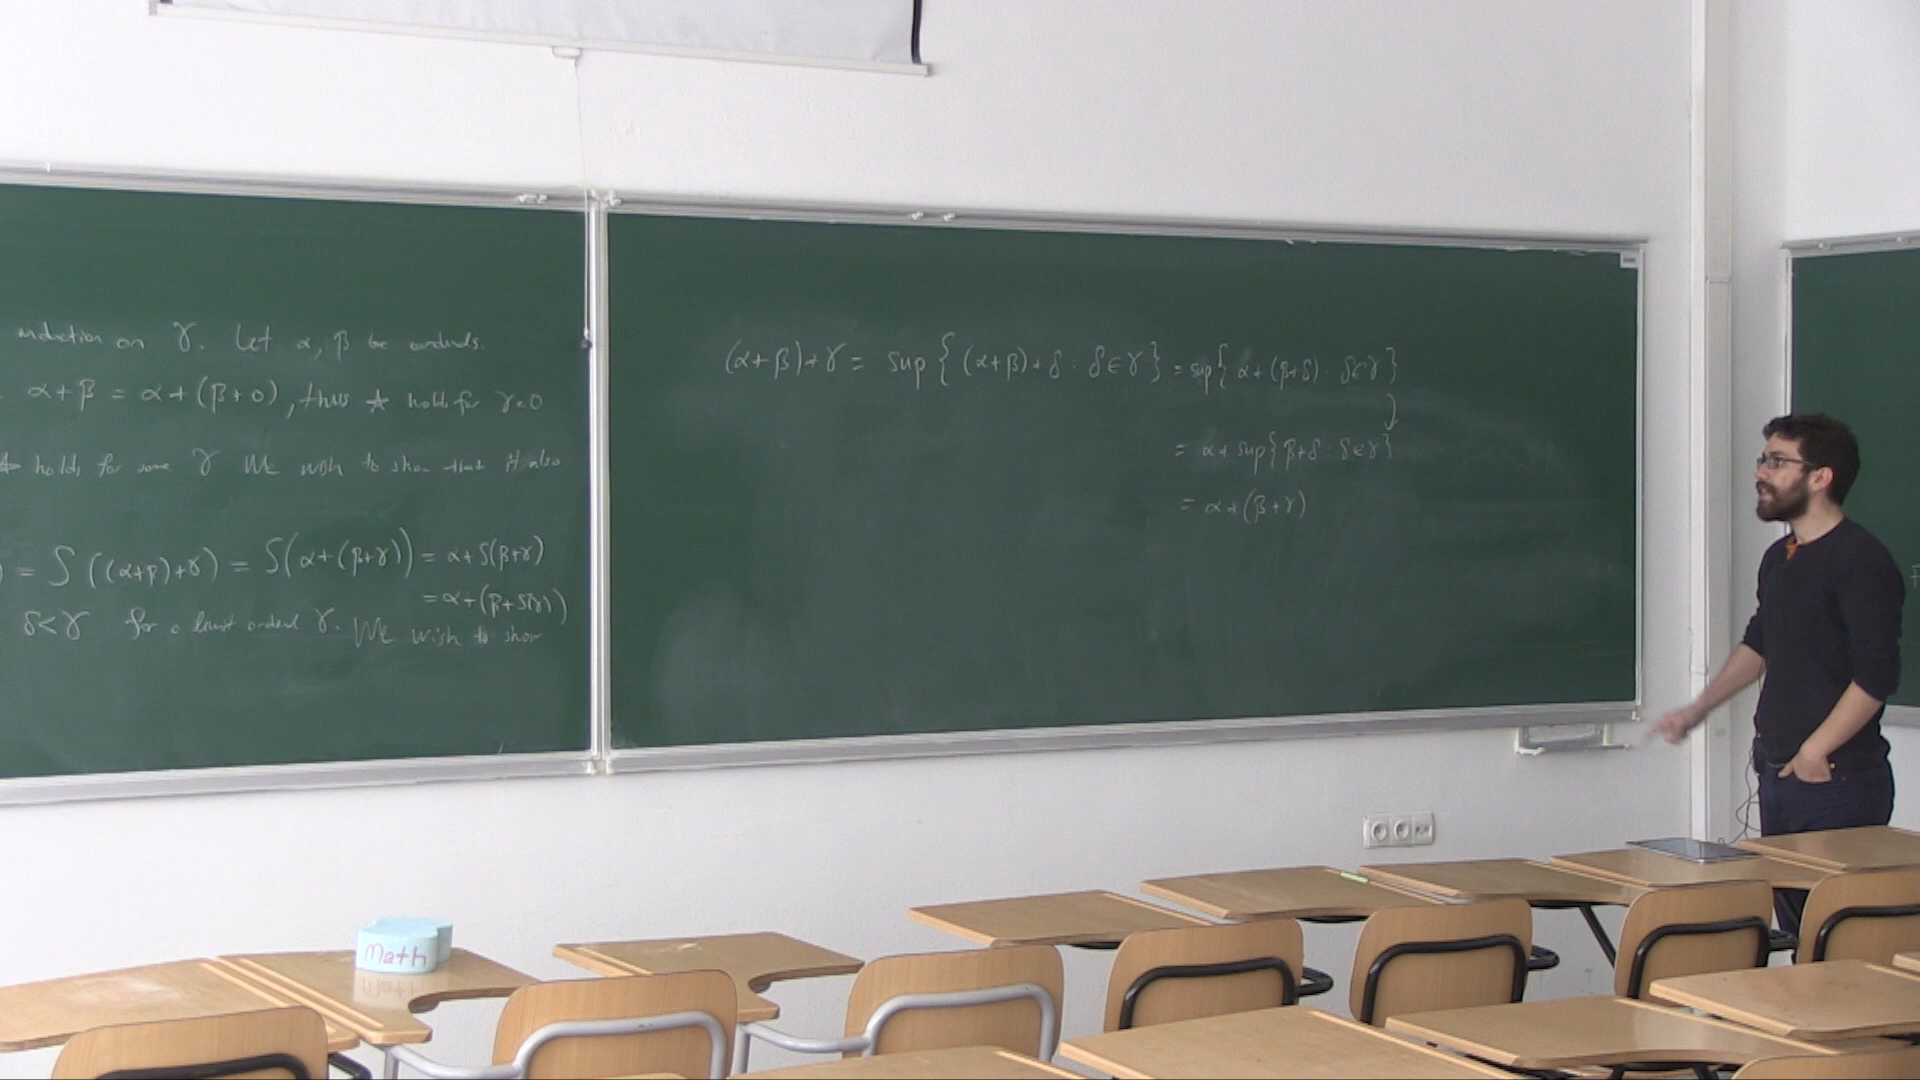 induction on γ. Let α, β be ordinals.
α+β = α+(β+0), thus ★ holds for γ=0
★ holds for some γ We wish to show that it also
) = S((α+β)+γ) = S(α+(β+γ)) = α+S(β+γ)
= α+(β+S(γ))
δ<γ for a limit ordinal γ. We wish to show
(α+β)+γ = sup{(α+β)+δ : δ∈γ} = sup{α+(β+δ) : δ∈γ}
= α+sup{β+δ : δ∈γ}
= α+(β+γ)
Math